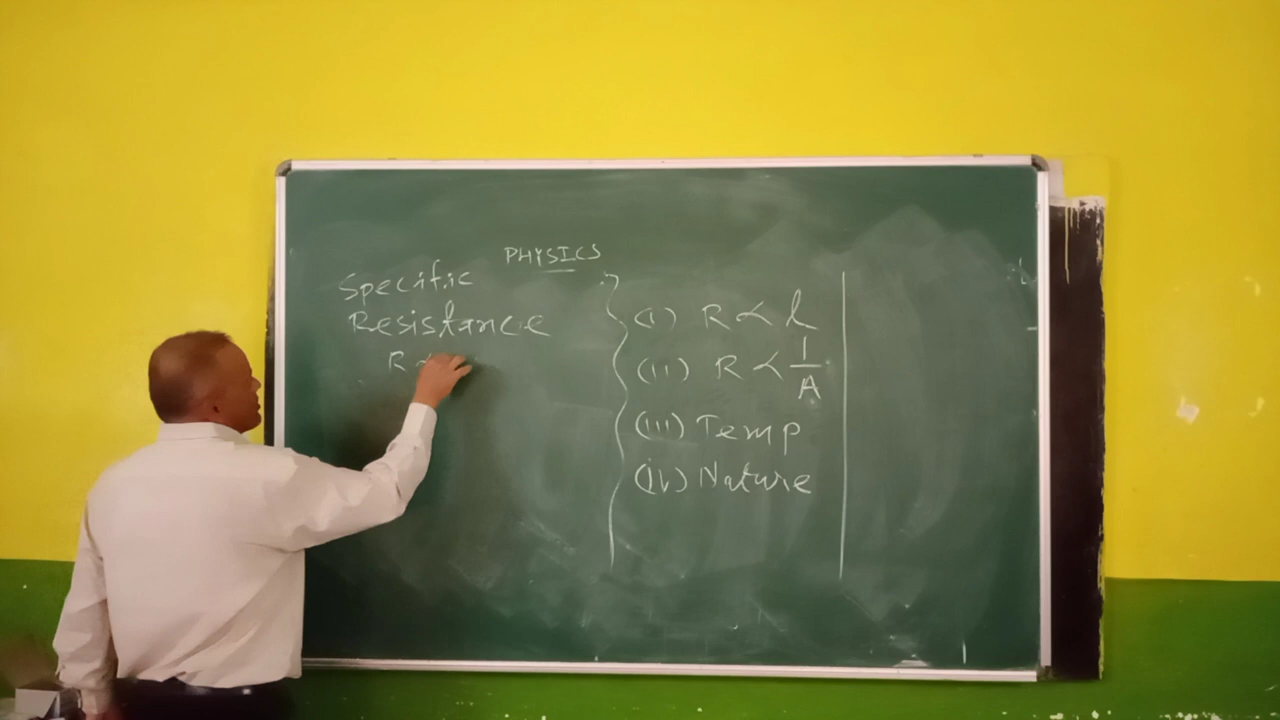 PHYSICS
Specific
Resistance
R ∝
(i) R ∝ l
(ii) R ∝ 1/A
(iii) Temp
(iv) Nature